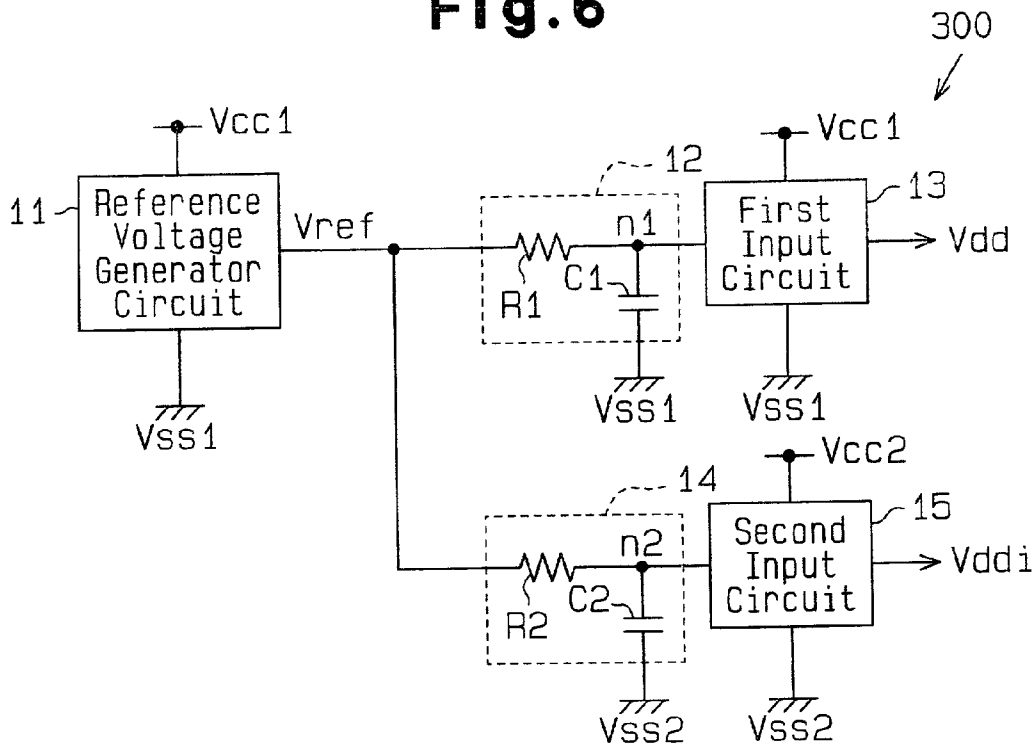 Fig.6
300
Vcc1
11
Reference
Voltage
Generator
Circuit
Vref
Vss1
12
n1
R1
C1
Vss1
Vcc1
13
First
Input
Circuit
Vdd
Vss1
14
n2
R2
C2
Vss2
Vcc2
15
Second
Input
Circuit
Vddi
Vss2